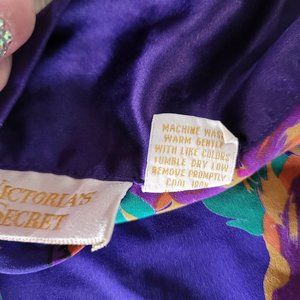 MACHINE WASH
WARM GENTLE
WITH LIKE COLORS
TUMBLE DRY LOW
REMOVE PROMPTLY
COOL IRON
VICTORIA'S
SECRET